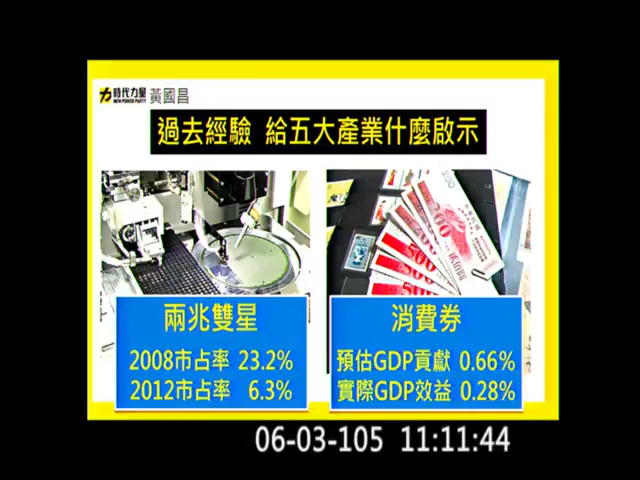 時代力量 黃國昌
NEW POWER PARTY
過去經驗 給五大產業什麼啟示
兩兆雙星
2008市占率 23.2%
2012市占率 6.3%
消費券
預估GDP貢獻 0.66%
實際GDP效益 0.28%
06-03-105 11:11:44